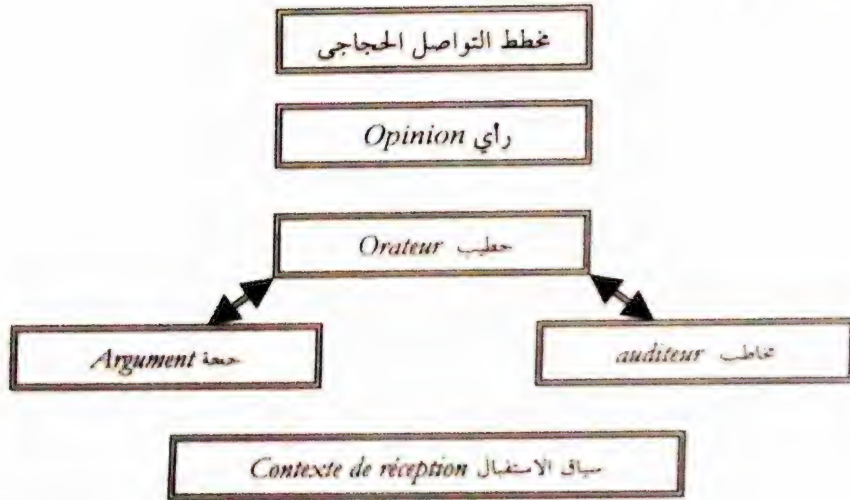 مخطط التواصل الحجاجي
رأي Opinion
خطيب Orateur
حجة Argument
مخاطب auditeur
سياق الاستقبال Contexte de réception